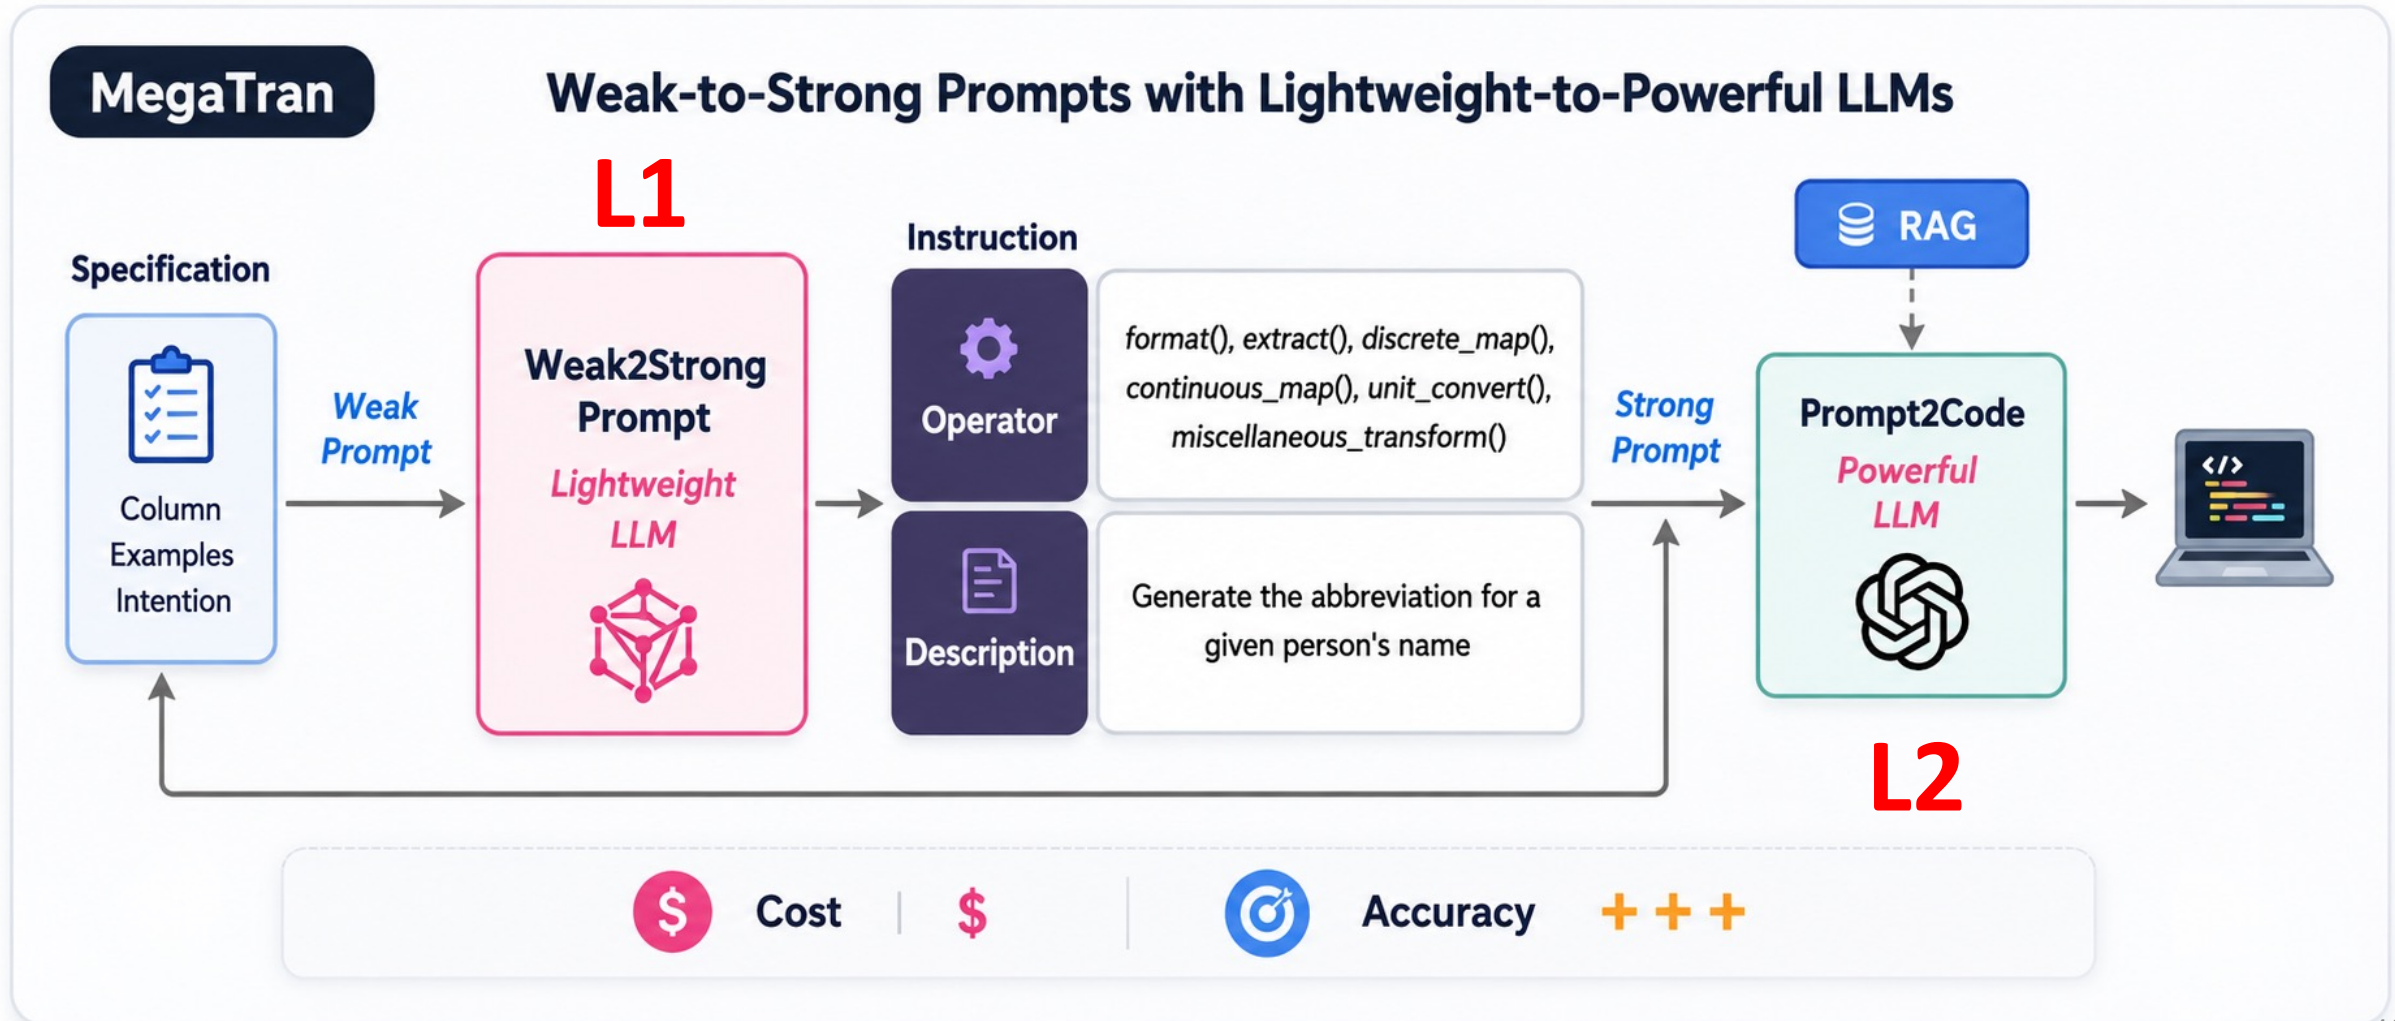 MegaTran
Weak-to-Strong Prompts with Lightweight-to-Powerful LLMs
L1
Specification
Column
Examples
Intention
Weak
Prompt
Weak2Strong
Prompt
Lightweight
LLM
Instruction
Operator
format(), extract(), discrete_map(),
continuous_map(), unit_convert(),
miscellaneous_transform()
Description
Generate the abbreviation for a
given person's name
Strong
Prompt
RAG
Prompt2Code
Powerful
LLM
</>
L2
$ Cost | $
Accuracy + + +